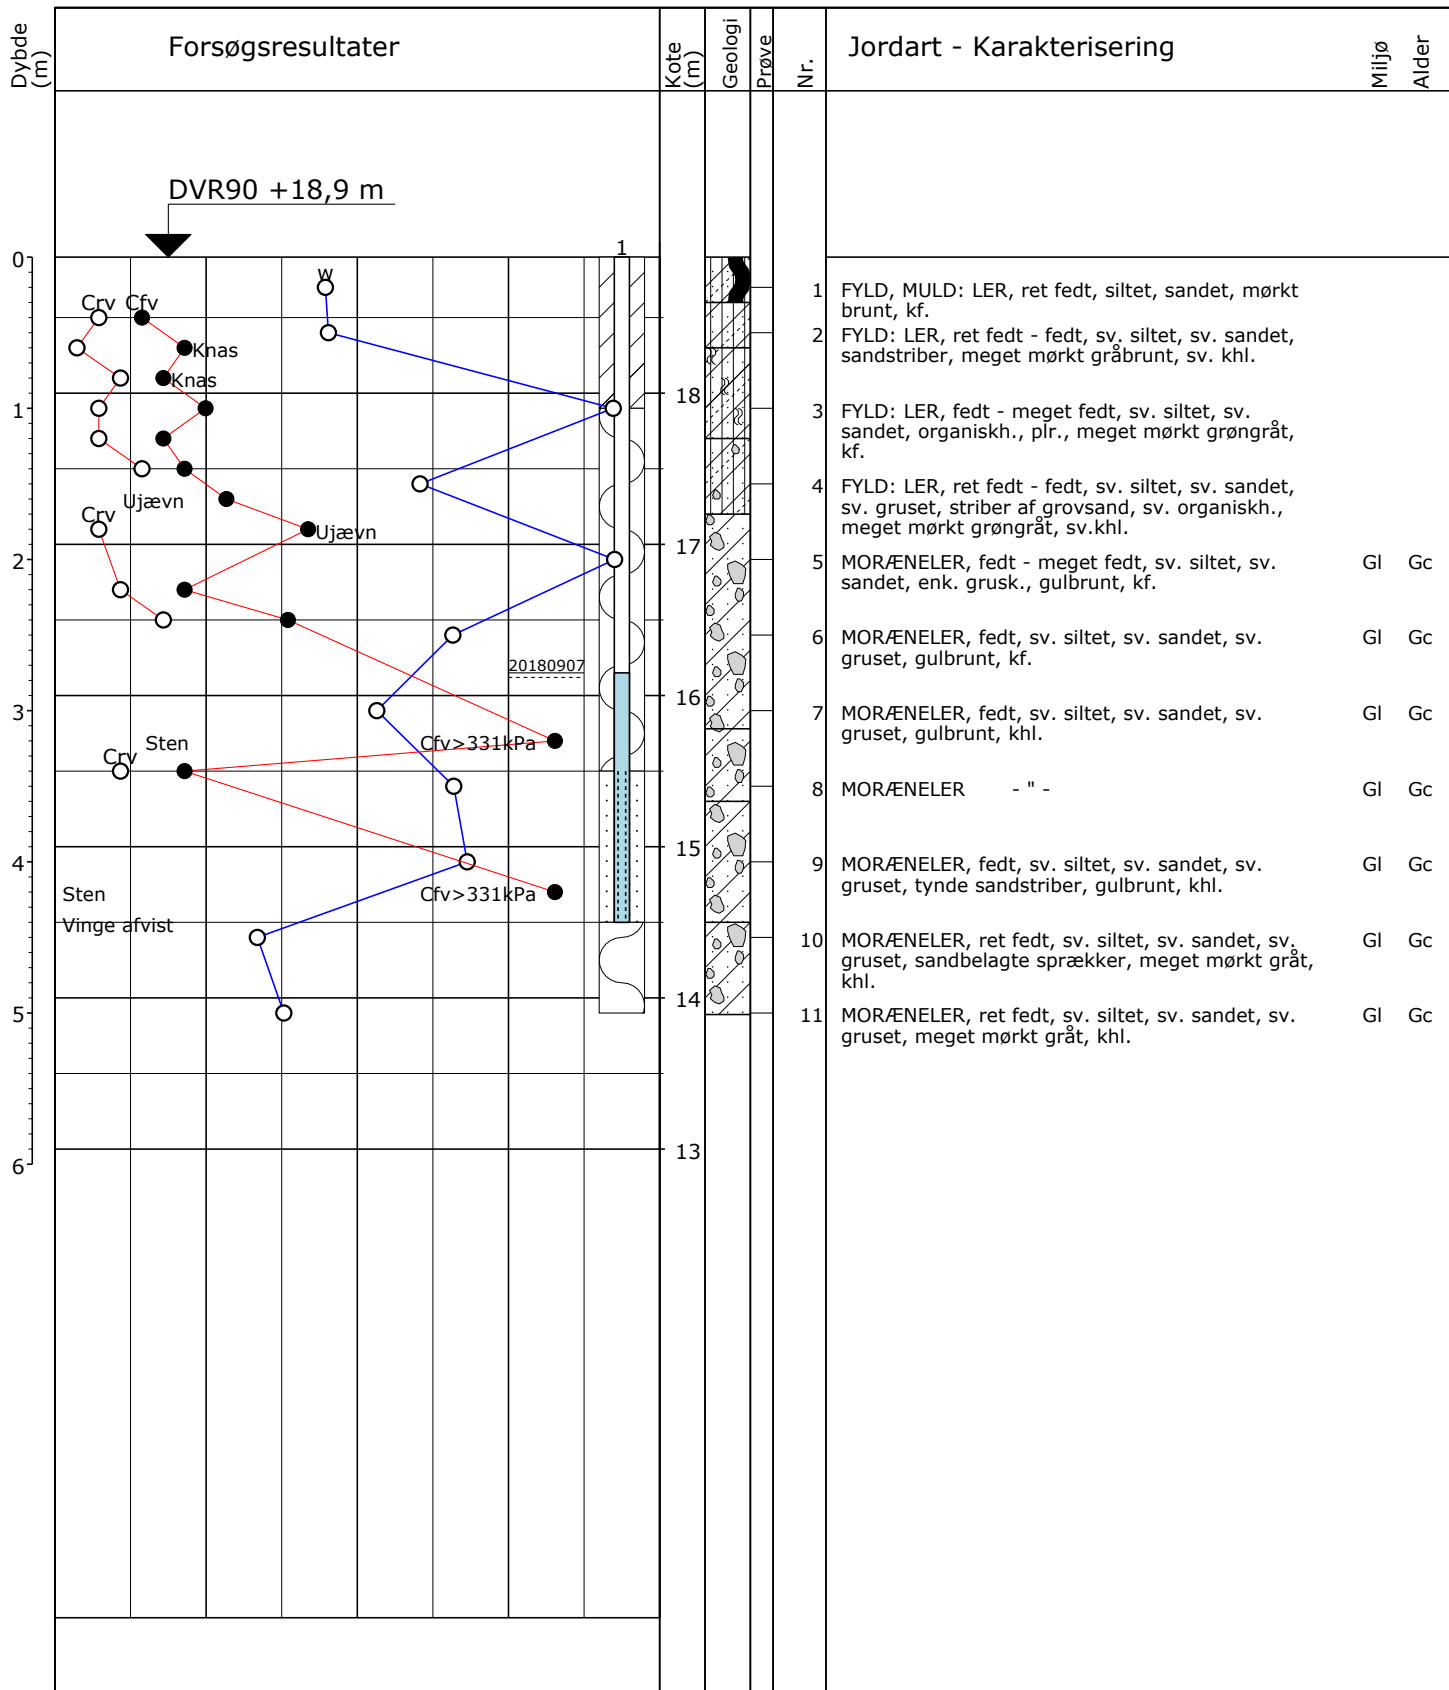 Dybde
(m)
Forsøgsresultater
Kote
(m)
Geologi
Prøve
Nr.
Jordart - Karakterisering
Miljø
Alder
DVR90 +18,9 m
0
1
W
Crv Cfv
Knas
Knas
18
1
Ujævn
Crv
Ujævn
17
2
20180907
16
3
Sten
Cfv>331kPa
Crv
15
4
Sten
Cfv>331kPa
Vinge afvist
14
5
13
6
1 FYLD, MULD: LER, ret fedt, siltet, sandet, mørkt
brunt, kf.
2 FYLD: LER, ret fedt - fedt, sv. siltet, sv. sandet,
sandstriber, meget mørkt gråbrunt, sv. khl.
3 FYLD: LER, fedt - meget fedt, sv. siltet, sv.
sandet, organiskh., plr., meget mørkt grøngråt,
kf.
4 FYLD: LER, ret fedt - fedt, sv. siltet, sv. sandet,
sv. gruset, striber af grovsand, sv. organiskh.,
meget mørkt grøngråt, sv.khl.
5 MORÆNELER, fedt - meget fedt, sv. siltet, sv. Gl Gc
sandet, enk. grusk., gulbrunt, kf.
6 MORÆNELER, fedt, sv. siltet, sv. sandet, sv. Gl Gc
gruset, gulbrunt, kf.
7 MORÆNELER, fedt, sv. siltet, sv. sandet, sv. Gl Gc
gruset, gulbrunt, khl.
8 MORÆNELER - " - Gl Gc
9 MORÆNELER, fedt, sv. siltet, sv. sandet, sv. Gl Gc
gruset, tynde sandstriber, gulbrunt, khl.
10 MORÆNELER, ret fedt, sv. siltet, sv. sandet, sv. Gl Gc
gruset, sandbelagte sprækker, meget mørkt gråt,
khl.
11 MORÆNELER, ret fedt, sv. siltet, sv. sandet, sv. Gl Gc
gruset, meget mørkt gråt, khl.